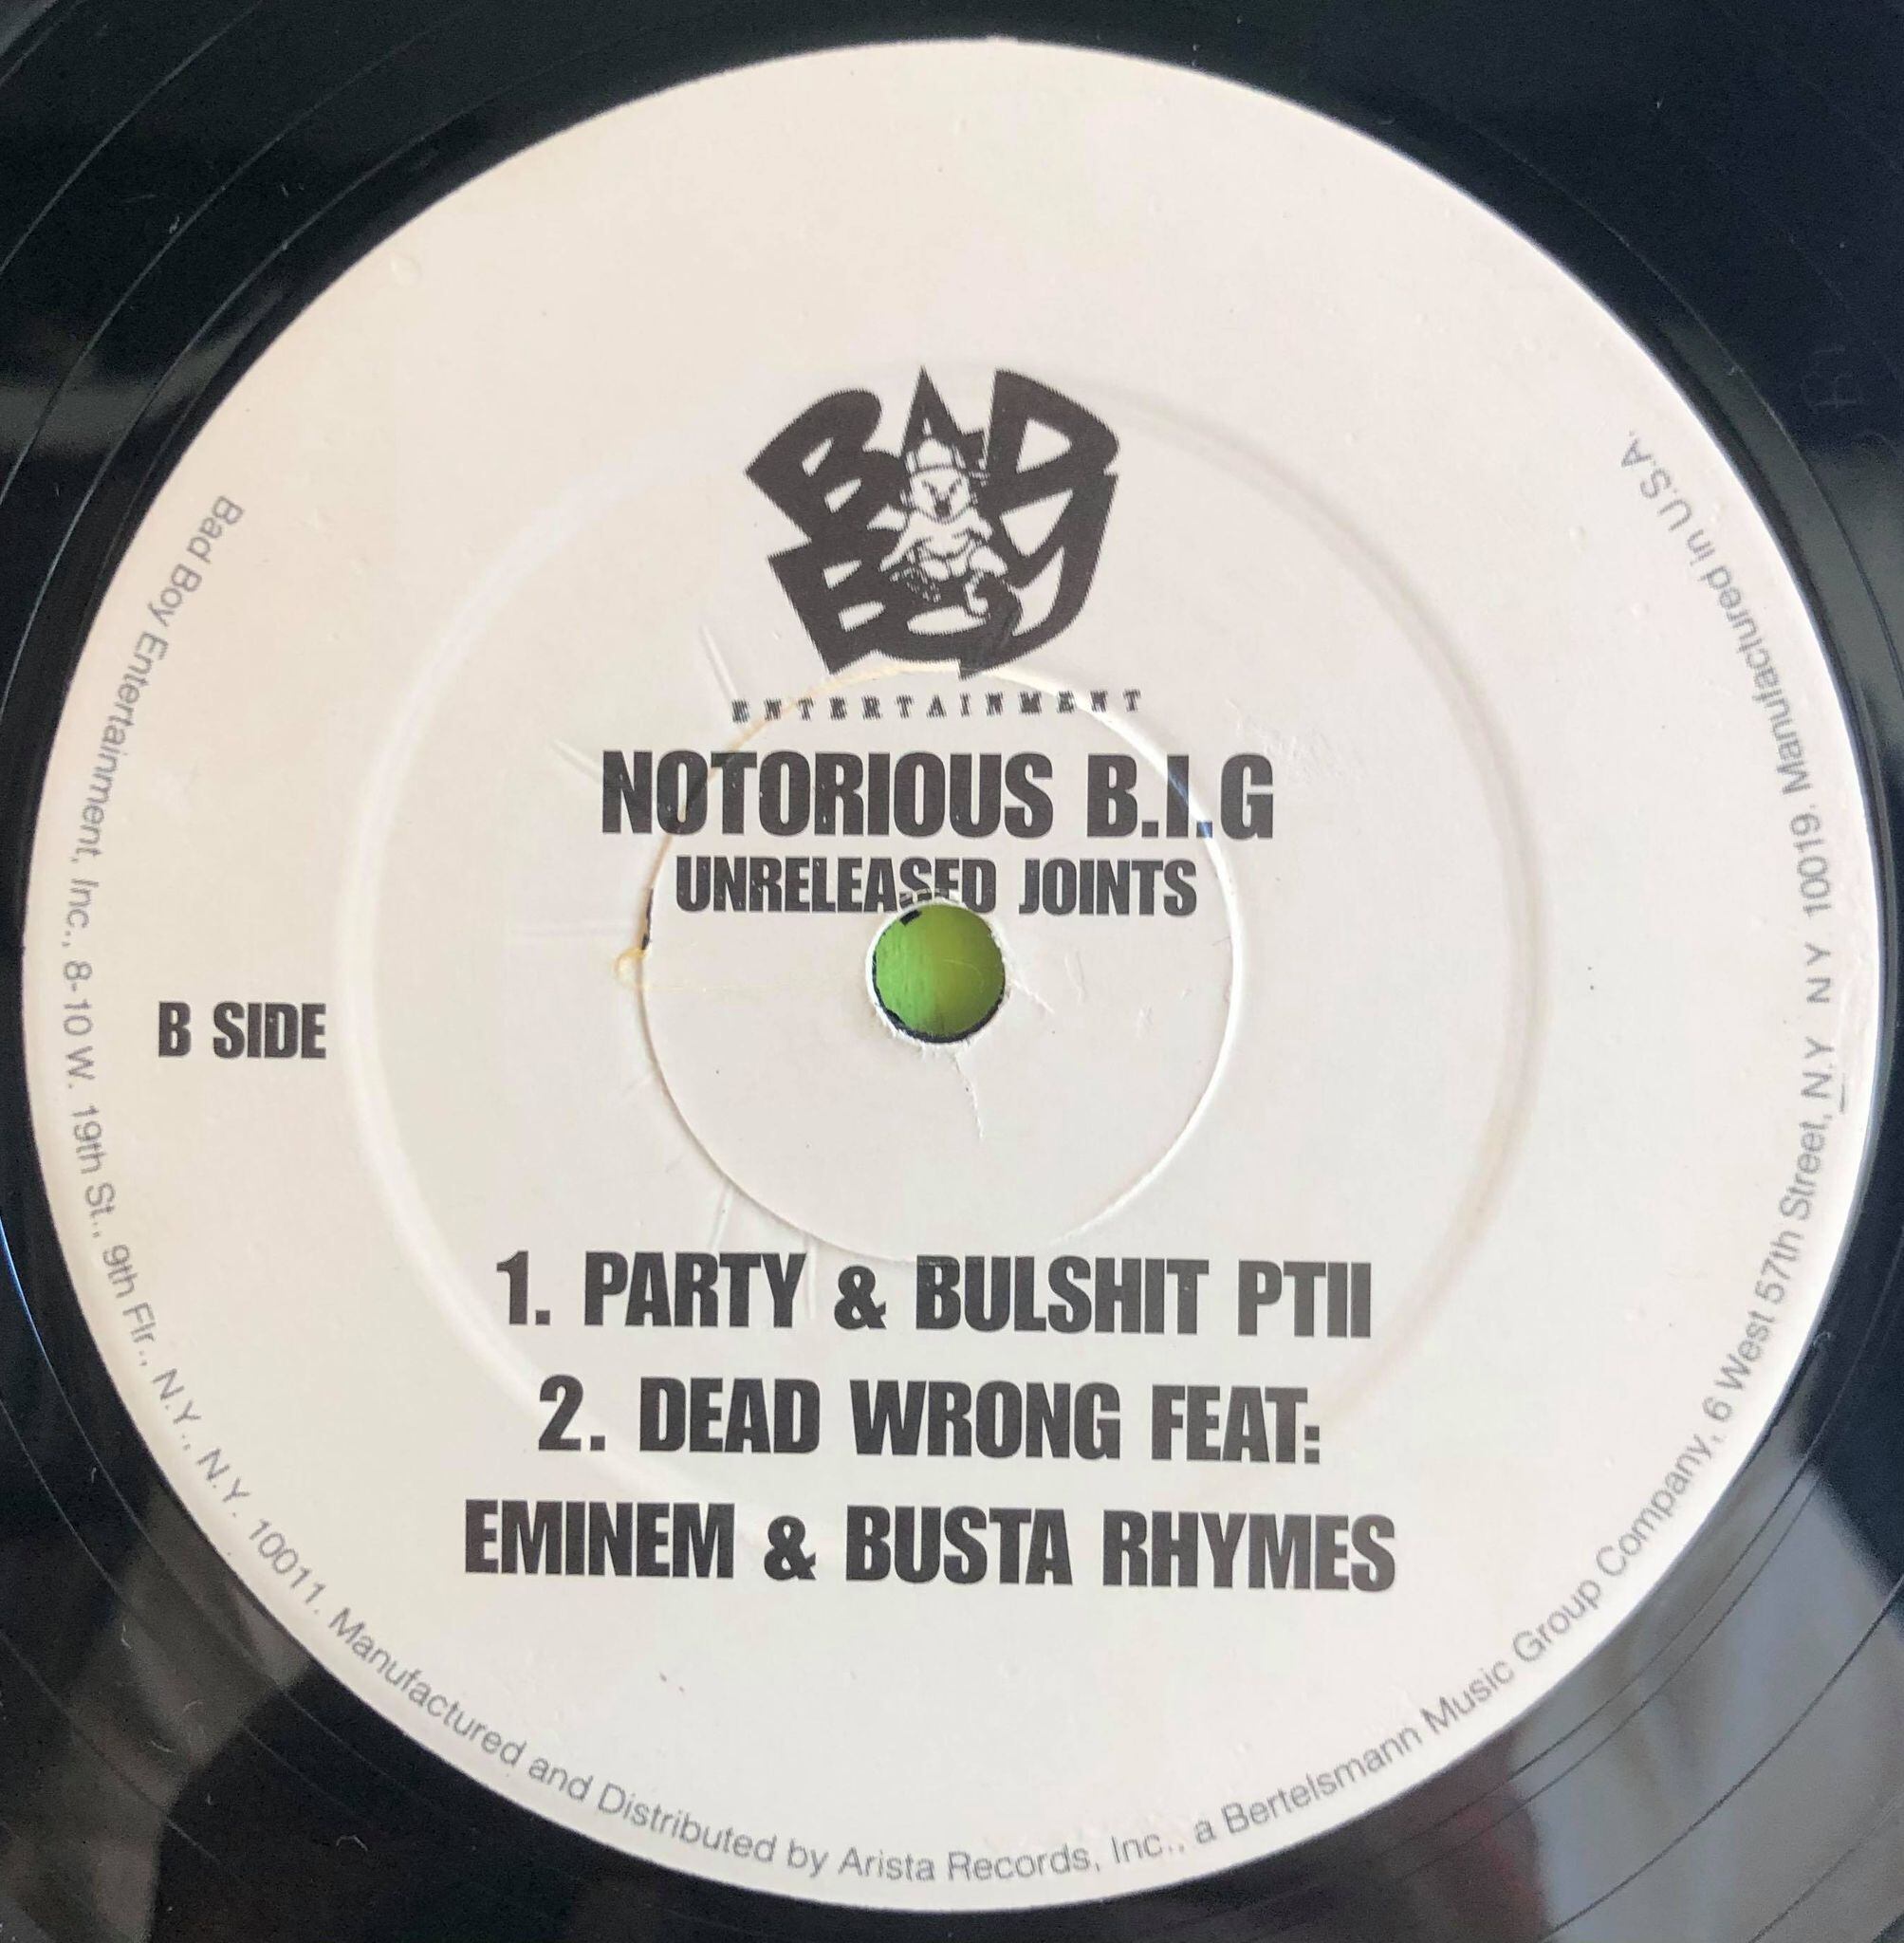 BAD BOY
ENTERTAINMENT
NOTORIOUS B.I.G
UNRELEASED JOINTS
B SIDE
1. PARTY & BULSHIT PTII
2. DEAD WRONG FEAT:
EMINEM & BUSTA RHYMES
Bad Boy Entertainment, Inc., 8-10 W. 19th St., 9th Flr., N.Y., N.Y. 10011. Manufactured and Distributed by Arista Records, Inc., a Bertelsmann Music Group Company, 6 West 57th Street, N.Y N Y 10019. Manufactured in U.S.A.